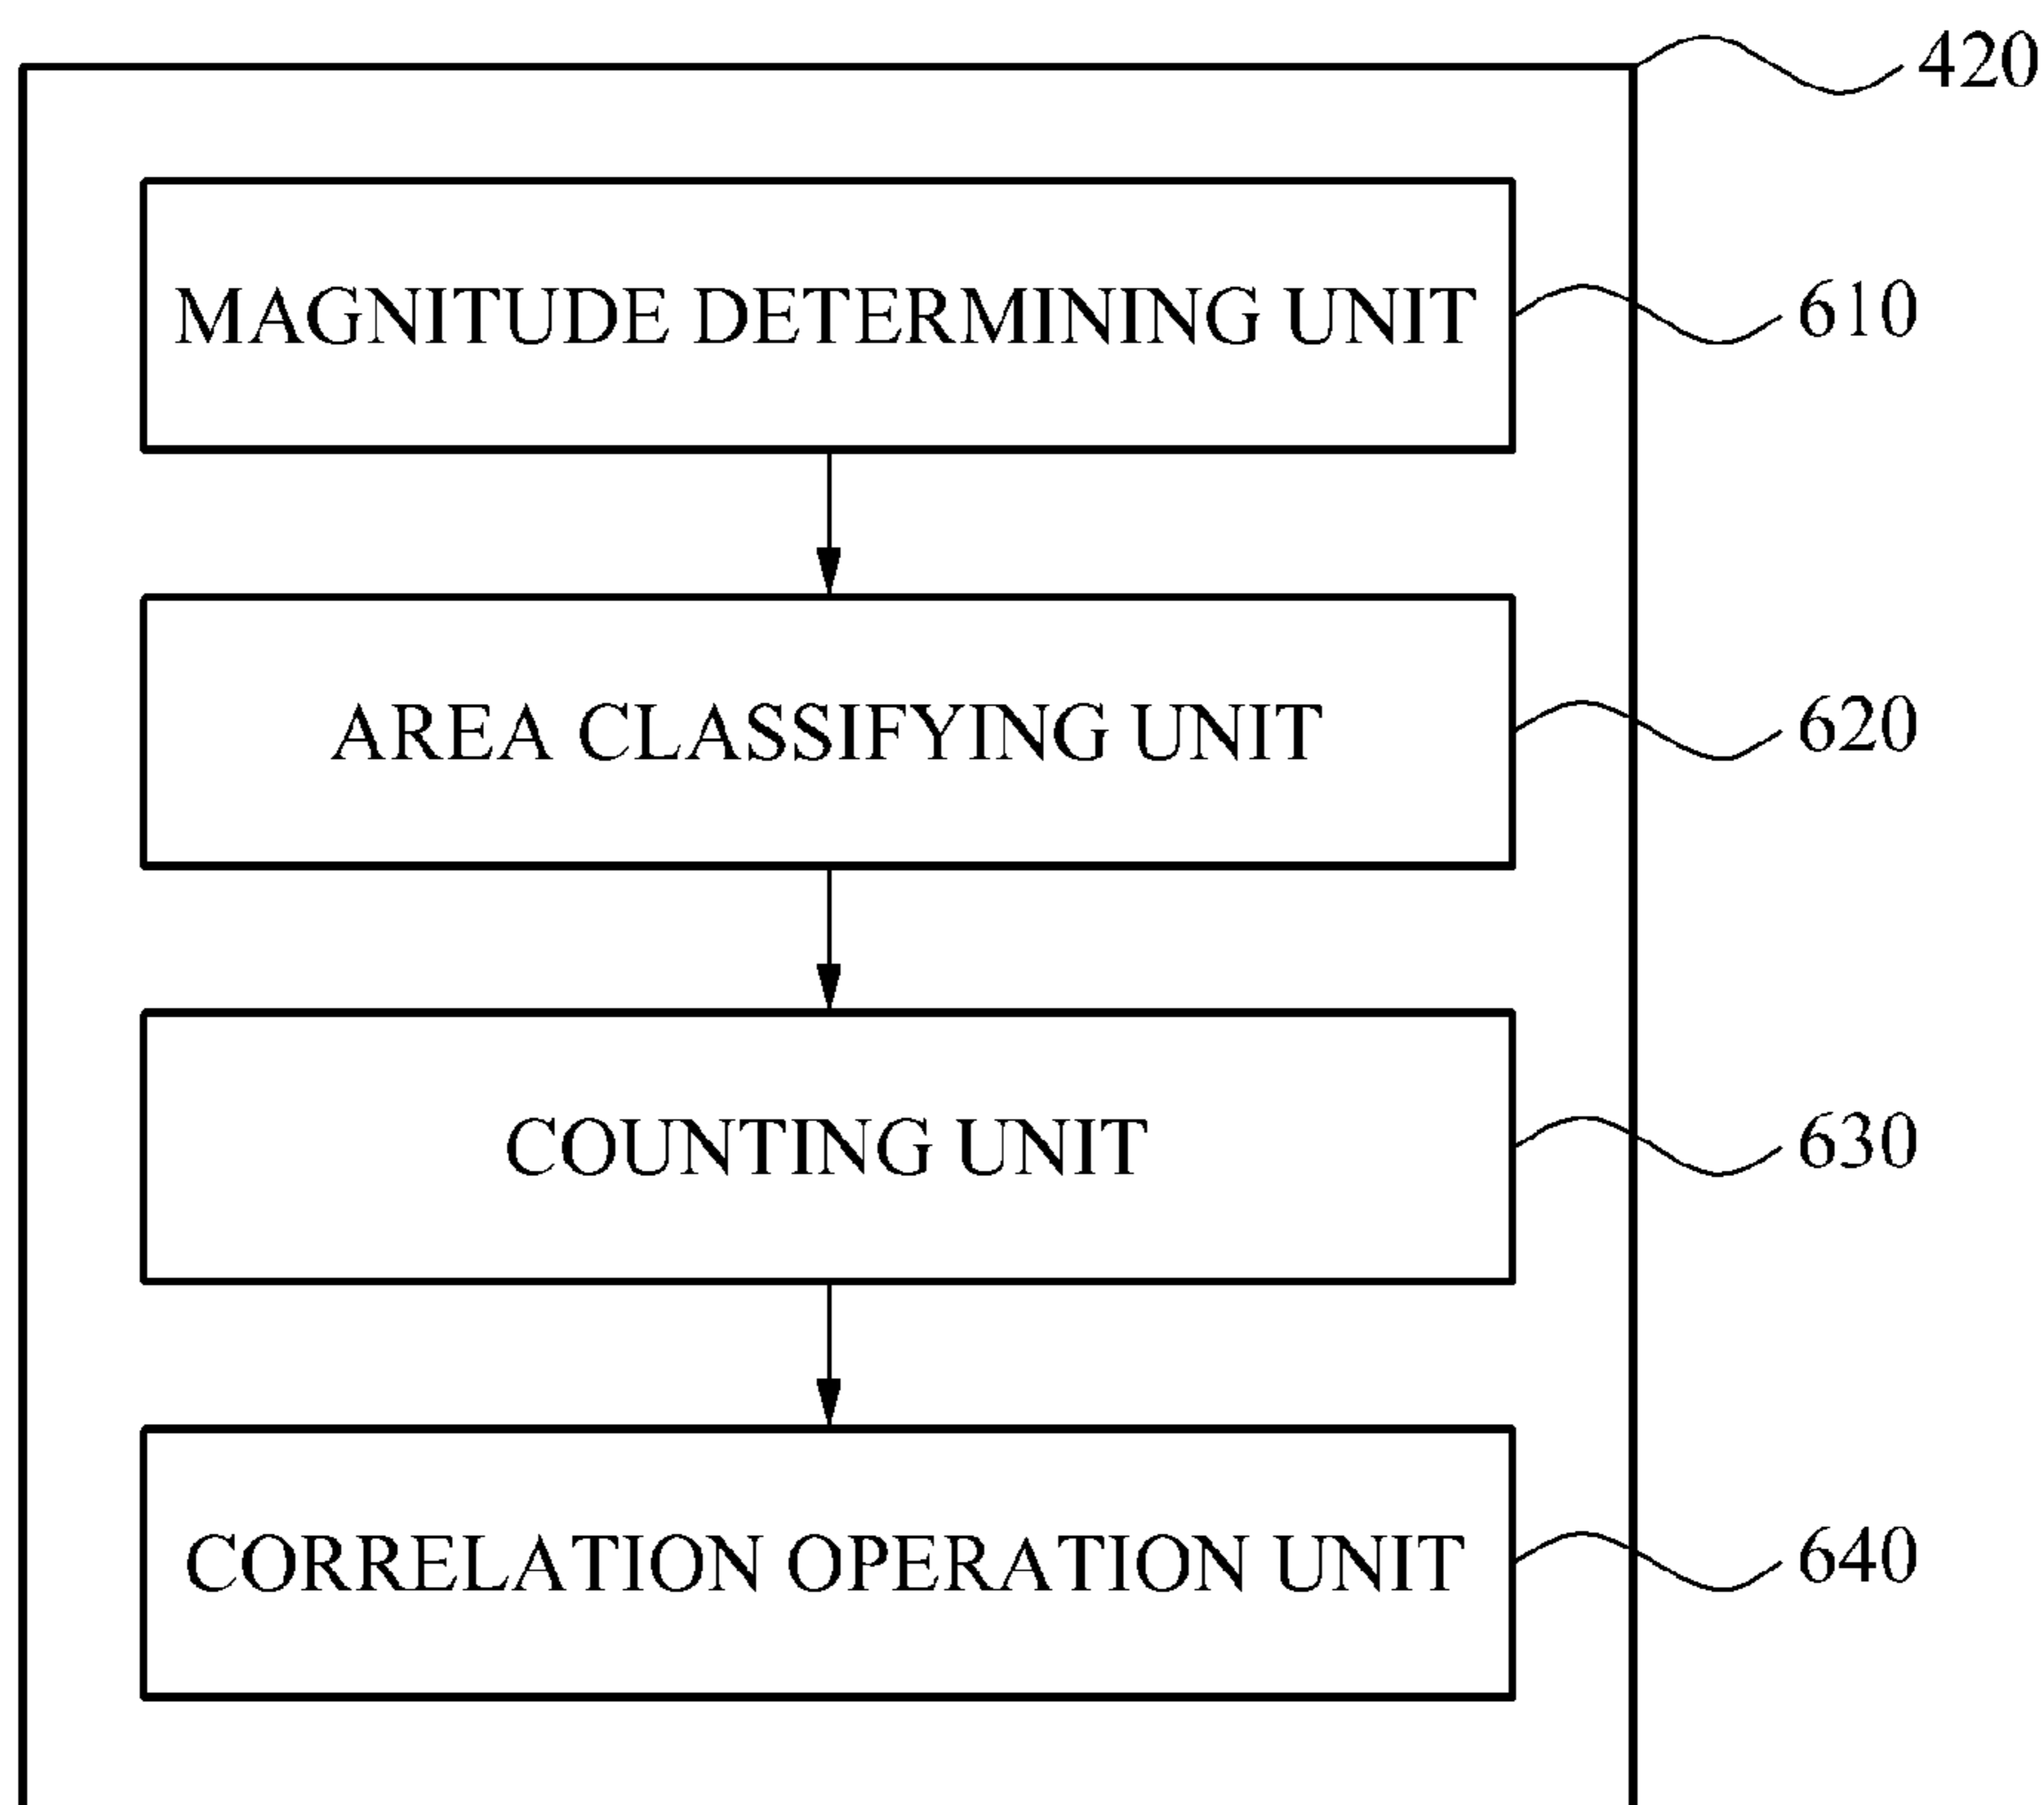 420
MAGNITUDE DETERMINING UNIT
610
AREA CLASSIFYING UNIT
620
COUNTING UNIT
630
CORRELATION OPERATION UNIT
640